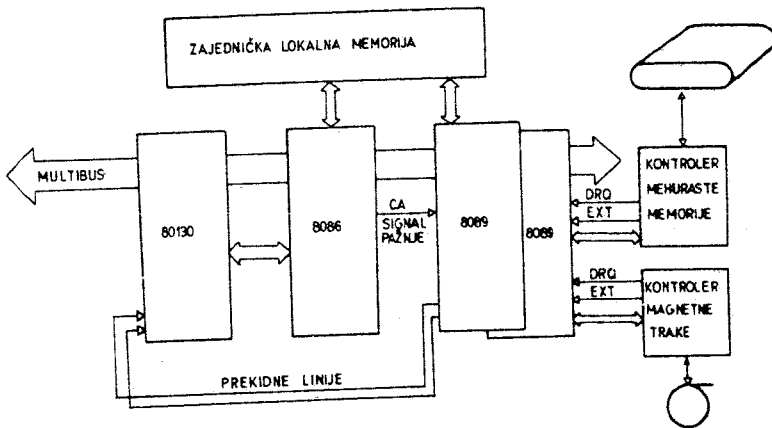 ZAJEDNIČKA LOKALNA MEMORIJA
MULTIBUS
80130
8086
CA
SIGNAL
PAŽNJE
8089
8089
DRQ
EXT
KONTROLER
MEHURASTE
MEMORIJE
DRQ
EXT
KONTROLER
MAGNETNE
TRAKE
PREKIDNE LINIJE